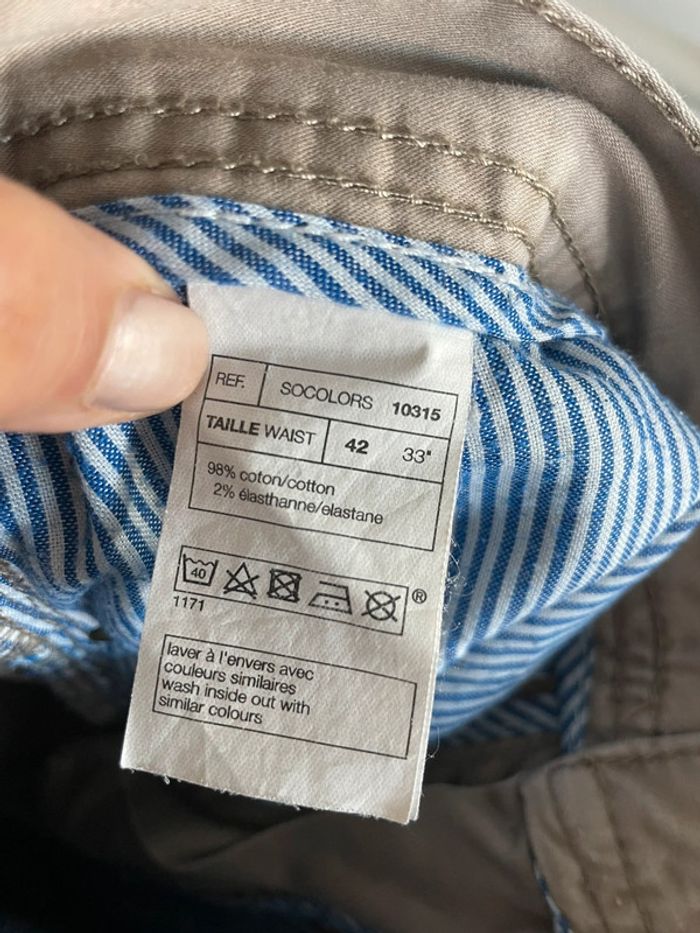 REF. SOCOLORS 10315
TAILLE WAIST 42 33"
98% coton/cotton
2% élasthanne/elastane
40 ®
1171
laver à l'envers avec
couleurs similaires
wash inside out with
similar colours